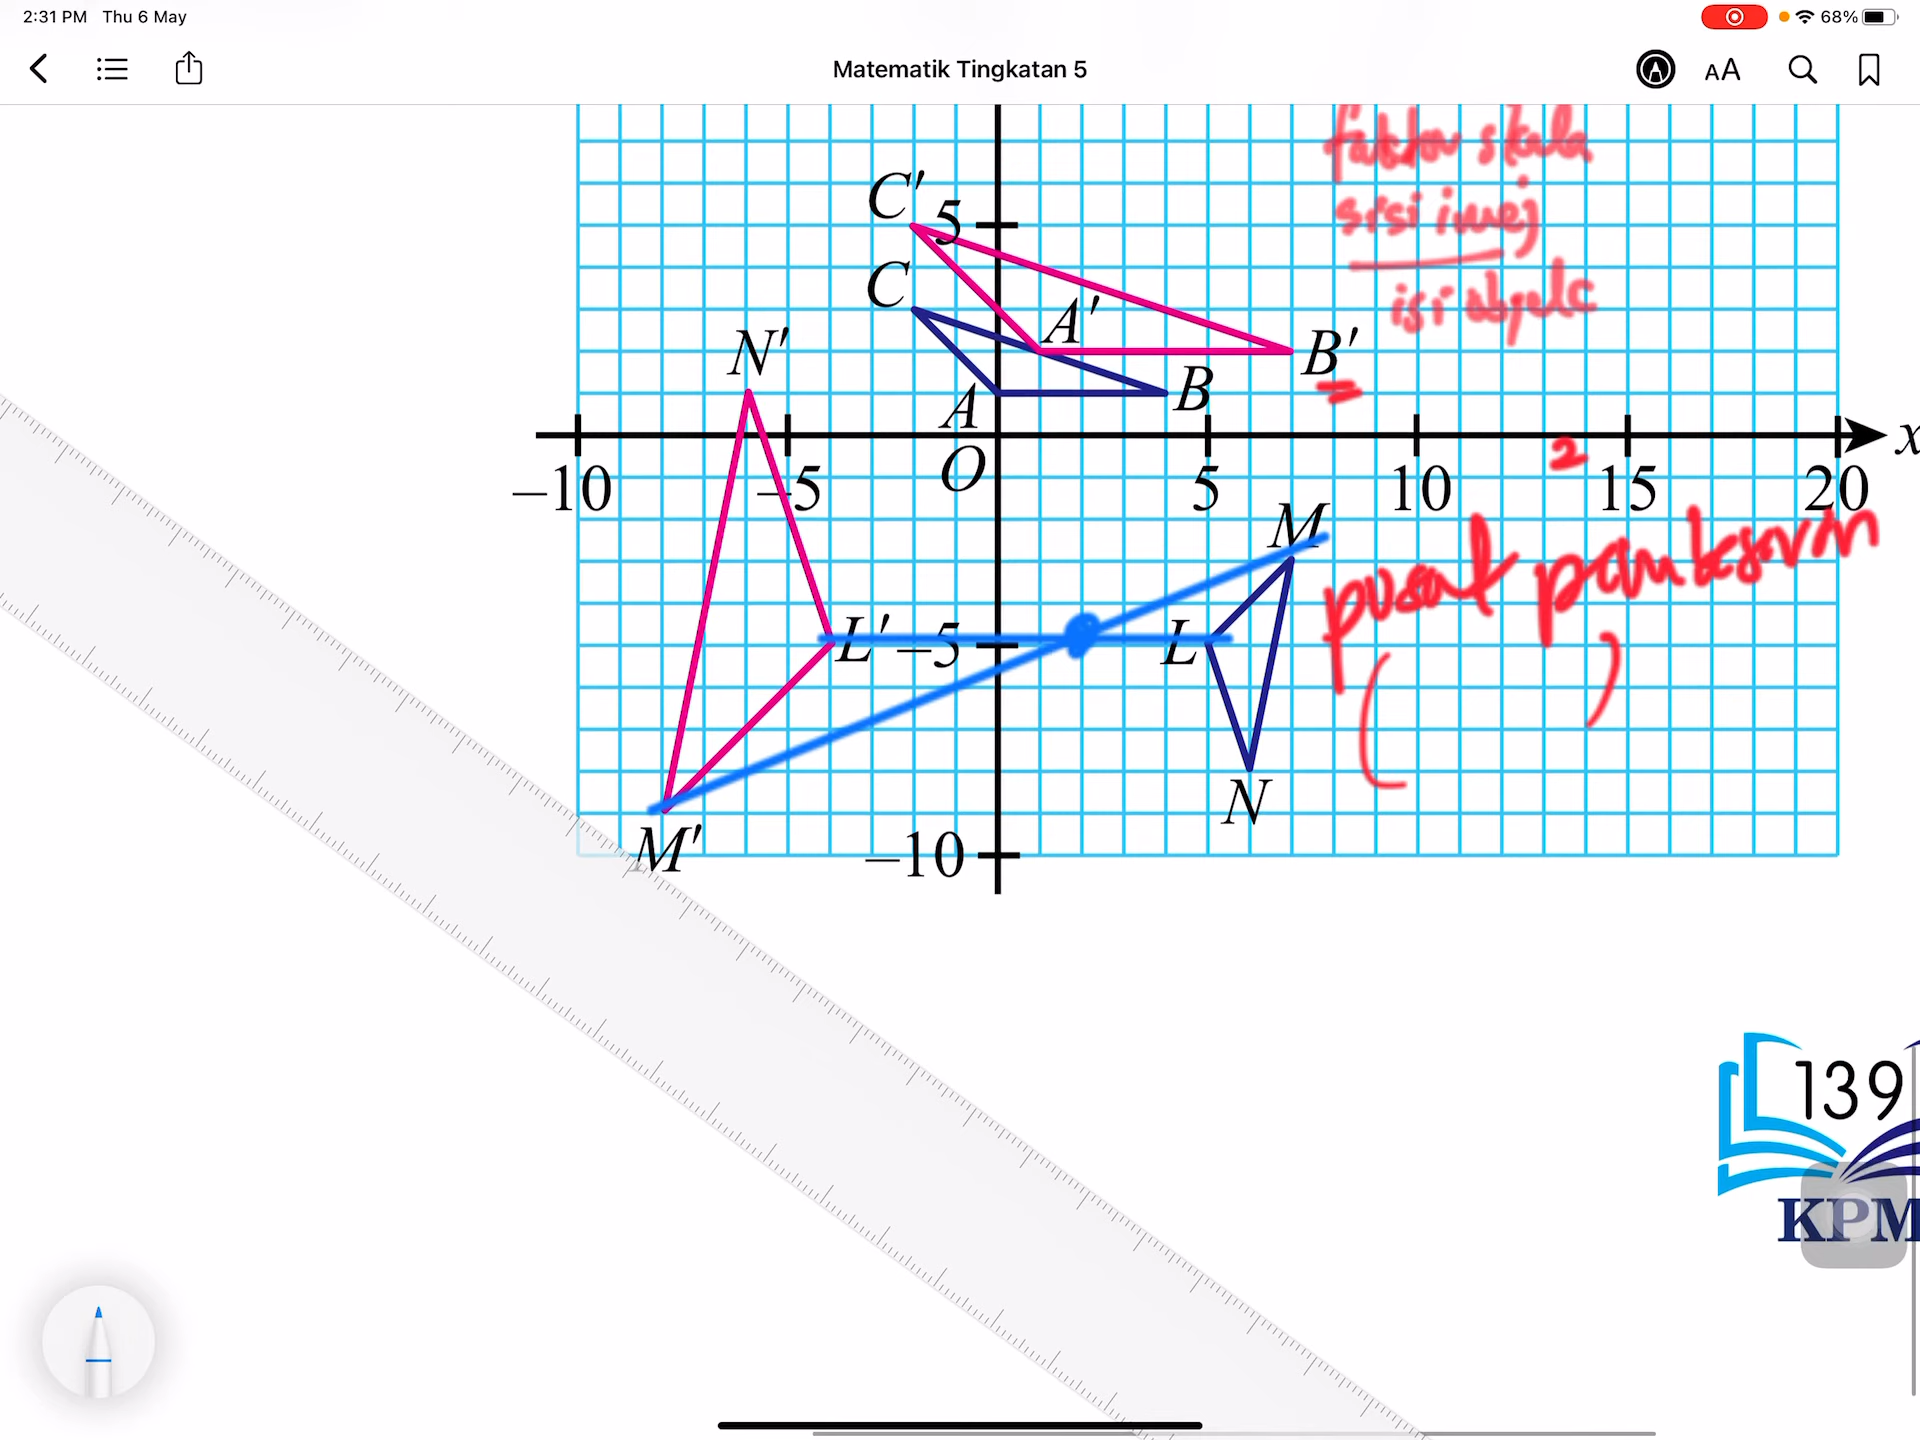 2:31 PM Thu 6 May
68%
Matematik Tingkatan 5
AA
faktor skala
sisi imej
isi objek
C′
5
C
A′
N′
B′
B
A
x
O
2
–10
–5
5
10
15
20
M
pusat
L′
–5
L
(
)
N
M′
–10
139
KPM